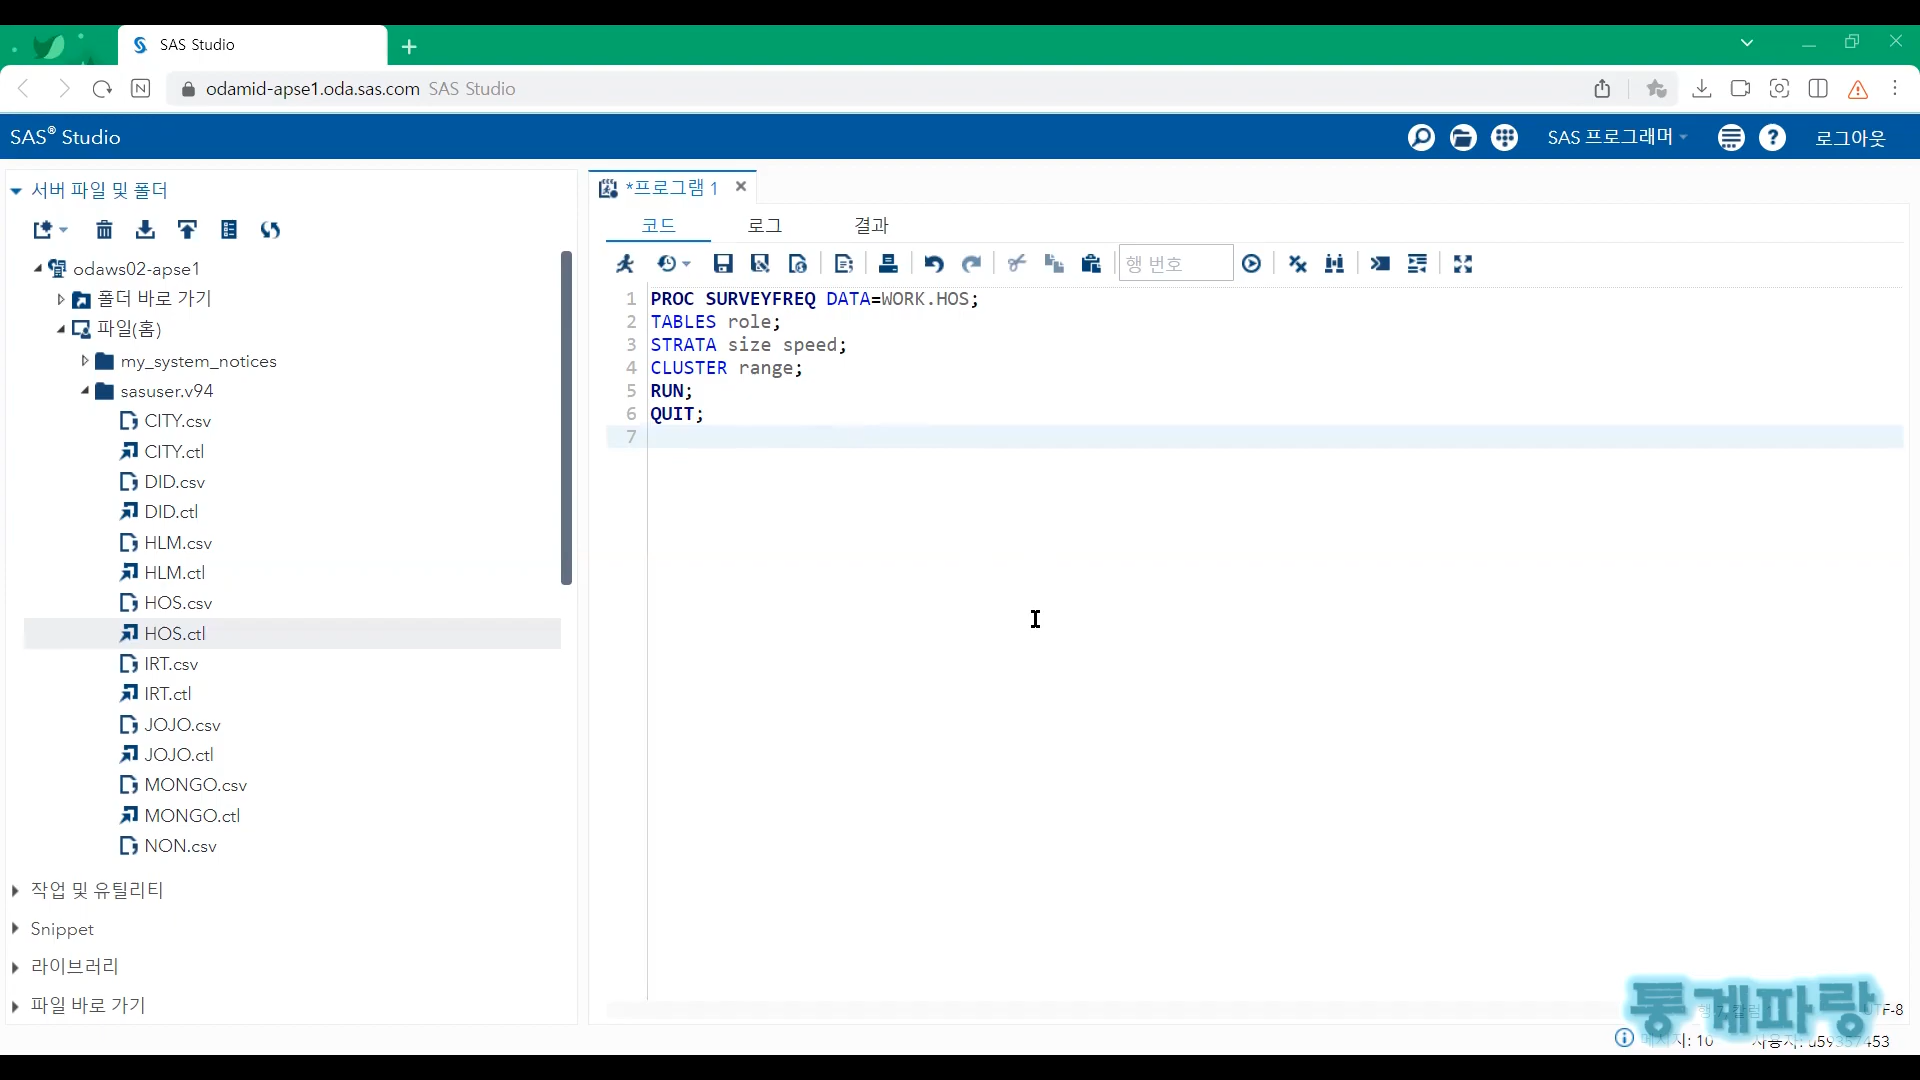 SAS Studio
odamid-apse1.oda.sas.com SAS Studio
SAS® Studio
SAS 프로그래머
로그아웃
서버 파일 및 폴더
odaws02-apse1
폴더 바로 가기
파일(홈)
my_system_notices
sasuser.v94
CITY.csv
CITY.ctl
DID.csv
DID.ctl
HLM.csv
HLM.ctl
HOS.csv
HOS.ctl
IRT.csv
IRT.ctl
JOJO.csv
JOJO.ctl
MONGO.csv
MONGO.ctl
NON.csv
작업 및 유틸리티
Snippet
라이브러리
파일 바로 가기
*프로그램 1
코드 로그 결과
행 번호
1 PROC SURVEYFREQ DATA=WORK.HOS;
2 TABLES role;
3 STRATA size speed;
4 CLUSTER range;
5 RUN;
6 QUIT;
7
통계파랑
메시지: 10